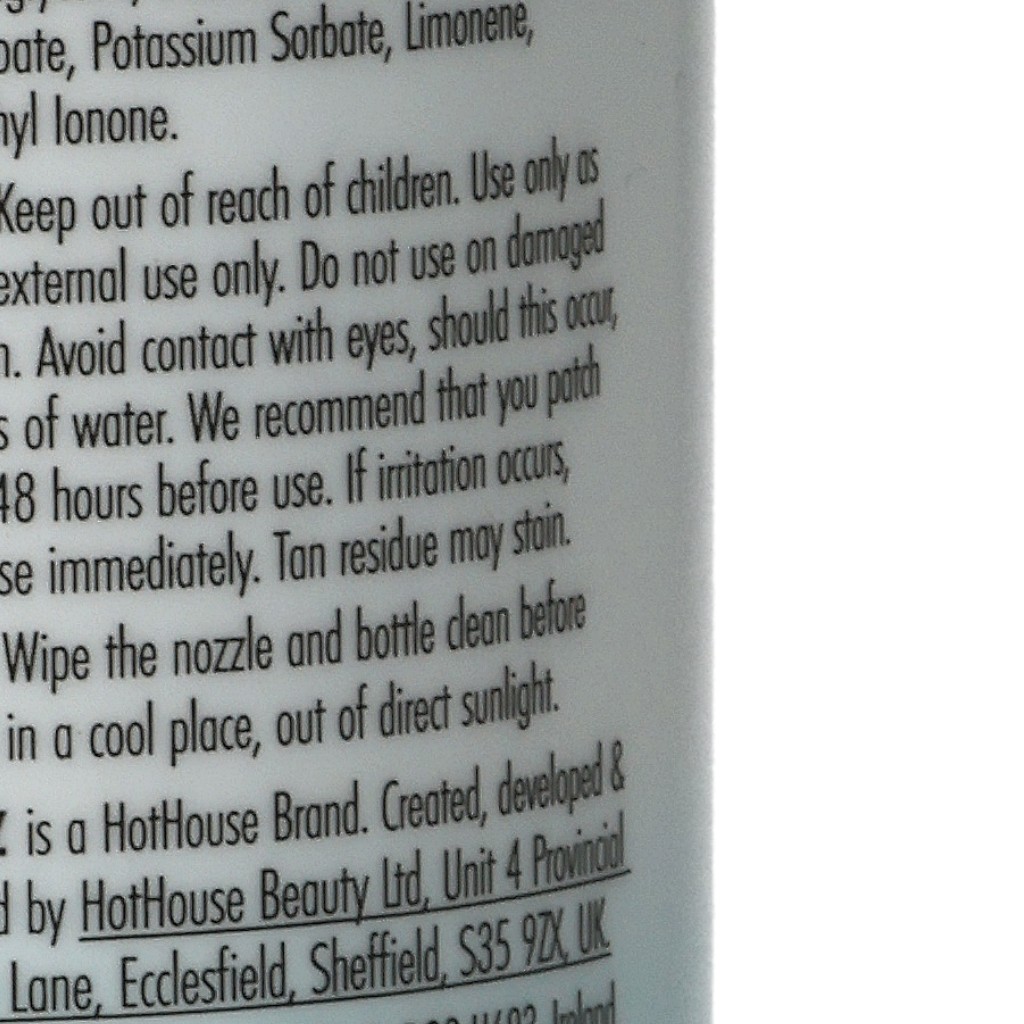 Potassium Sorbate, Limonene,
Ionone.
Keep out of reach of children. Use only as
external use only. Do not use on damaged
Avoid contact with eyes, should this occur,
of water. We recommend that you patch
48 hours before use. If irritation occurs,
immediately. Tan residue may stain.
Wipe the nozzle and bottle clean before
in a cool place, out of direct sunlight.
is a HotHouse Brand. Created, developed &
by HotHouse Beauty Ltd, Unit 4 Provincial
Lane, Ecclesfield, Sheffield, S35 9ZX, UK.
Ireland